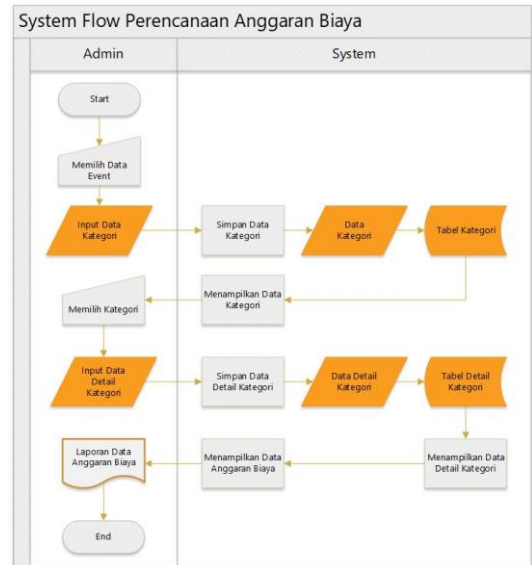 System Flow Perencanaan Anggaran Biaya
Admin
System
Start
Memilih Data
Event
Input Data
Kategori
Simpan Data
Kategori
Data
Kategori
Tabel Kategori
Memilih Kategori
Menampilkan Data
Kategori
Input Data
Detail
Kategori
Simpan Data
Detail Kategori
Data Detail
Kategori
Tabel Detail
Kategori
Laporan Data
Anggaran Biaya
Menampilkan Data
Anggaran Biaya
Menampilkan Data
Detail Kategori
End